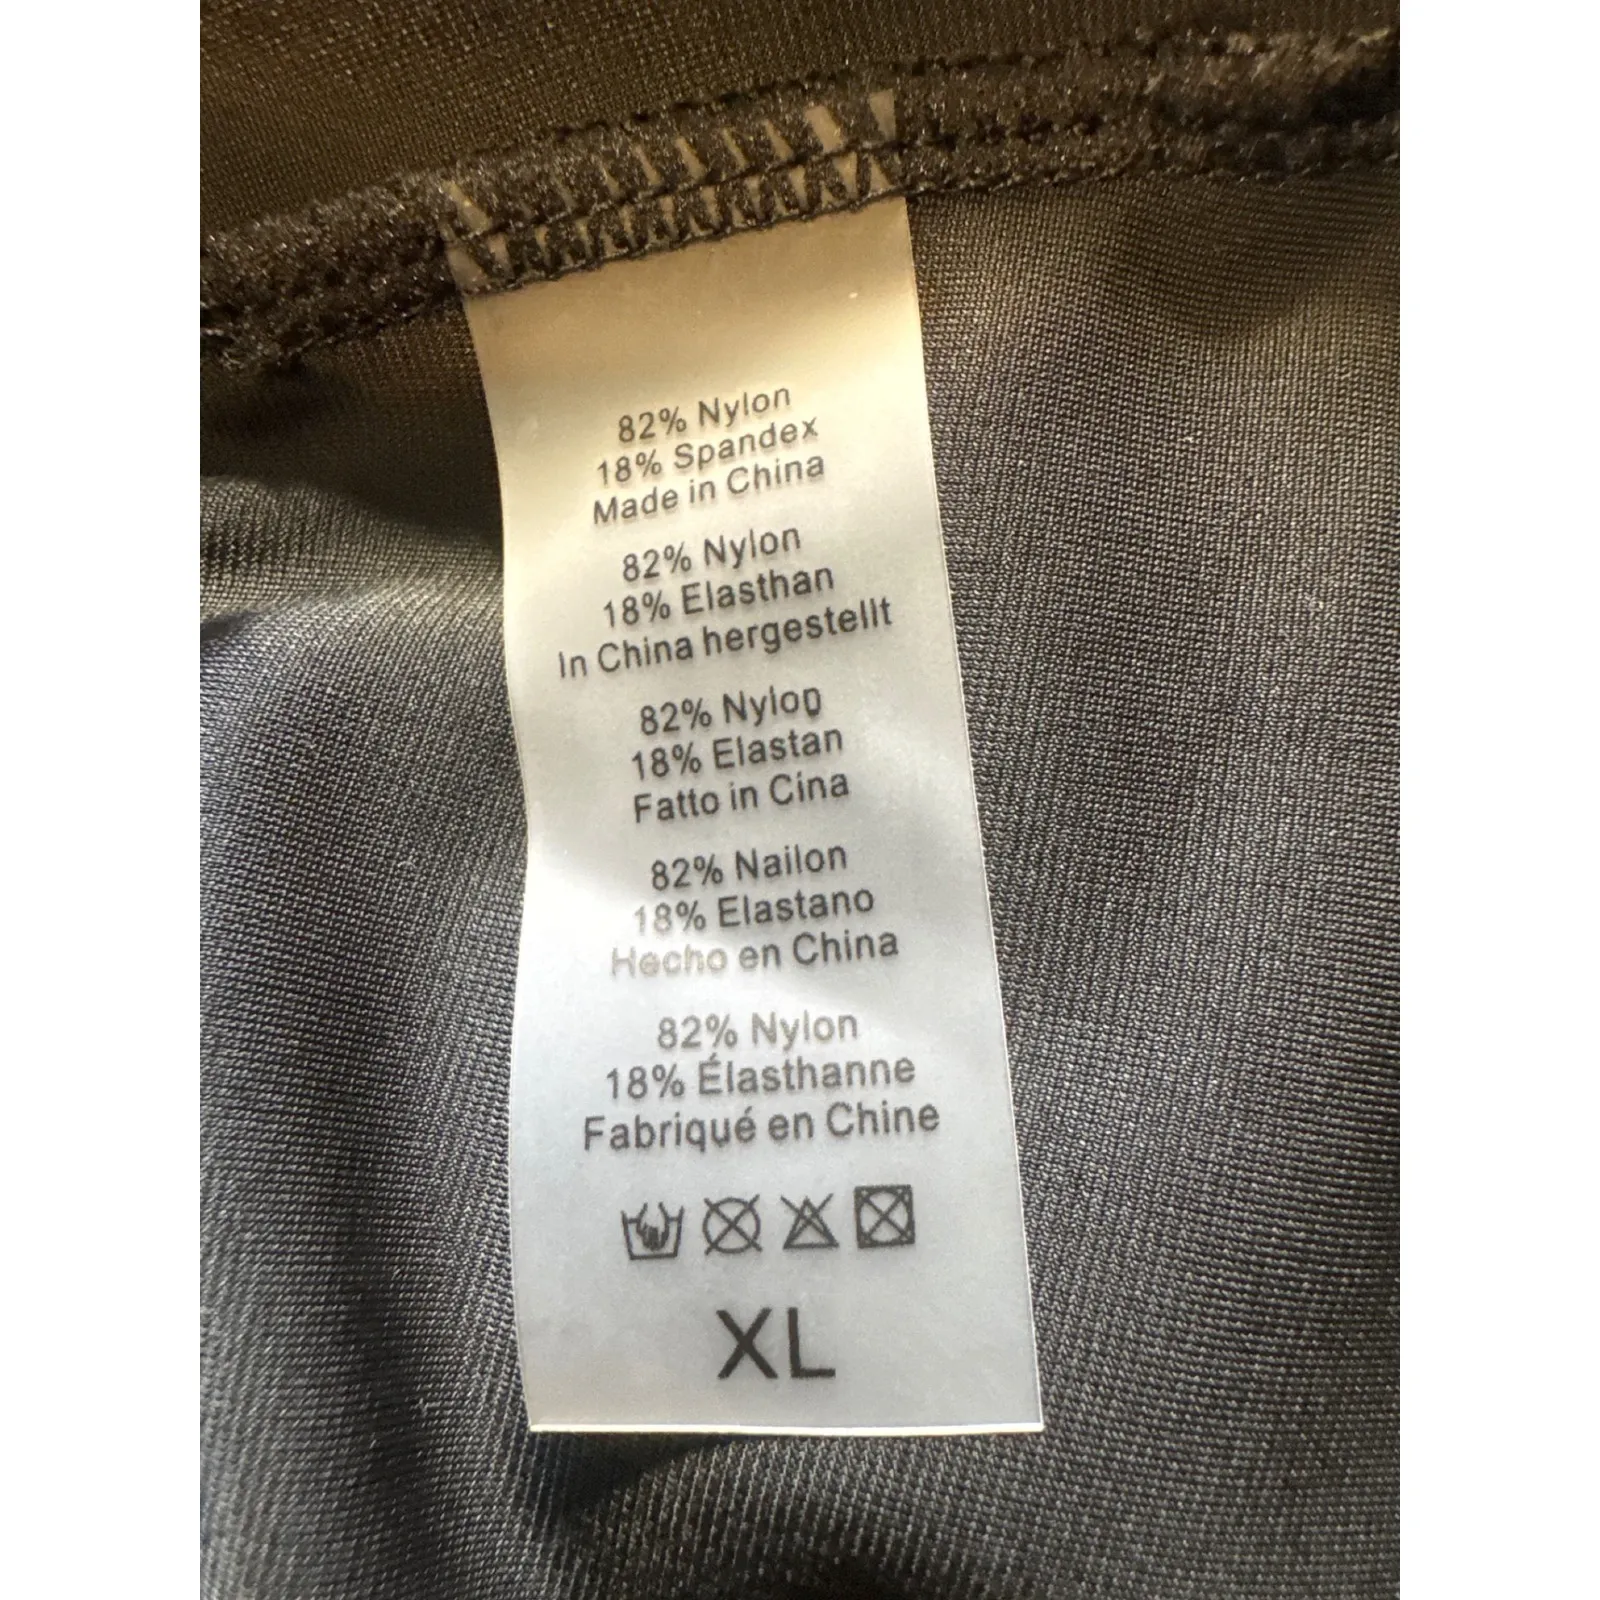 82% Nylon
18% Spandex
Made in China
82% Nylon
18% Elasthan
In China hergestellt
82% Nylon
18% Elastan
Fatto in Cina
82% Nailon
18% Elastano
Hecho en China
82% Nylon
18% Élasthanne
Fabriqué en Chine
XL